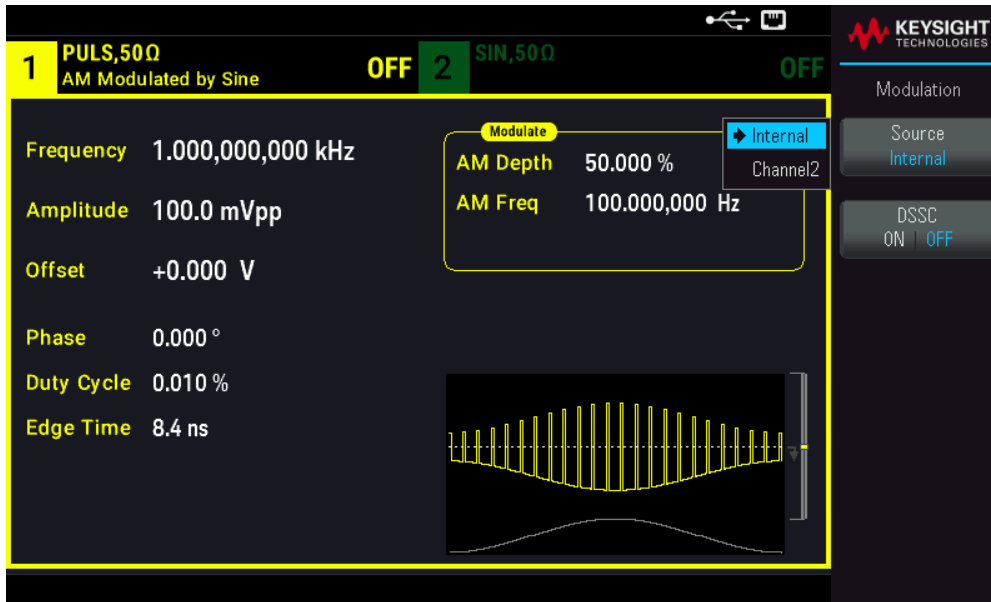 KEYSIGHT
TECHNOLOGIES
1 PULS,50Ω
AM Modulated by Sine
OFF
2 SIN,50Ω
OFF
Modulation
Frequency 1.000,000,000 kHz
Amplitude 100.0 mVpp
Offset +0.000 V
Phase 0.000 °
Duty Cycle 0.010 %
Edge Time 8.4 ns
Modulate
AM Depth 50.000 %
AM Freq 100.000,000 Hz
Internal
Channel2
Source
Internal
DSSC
ON | OFF